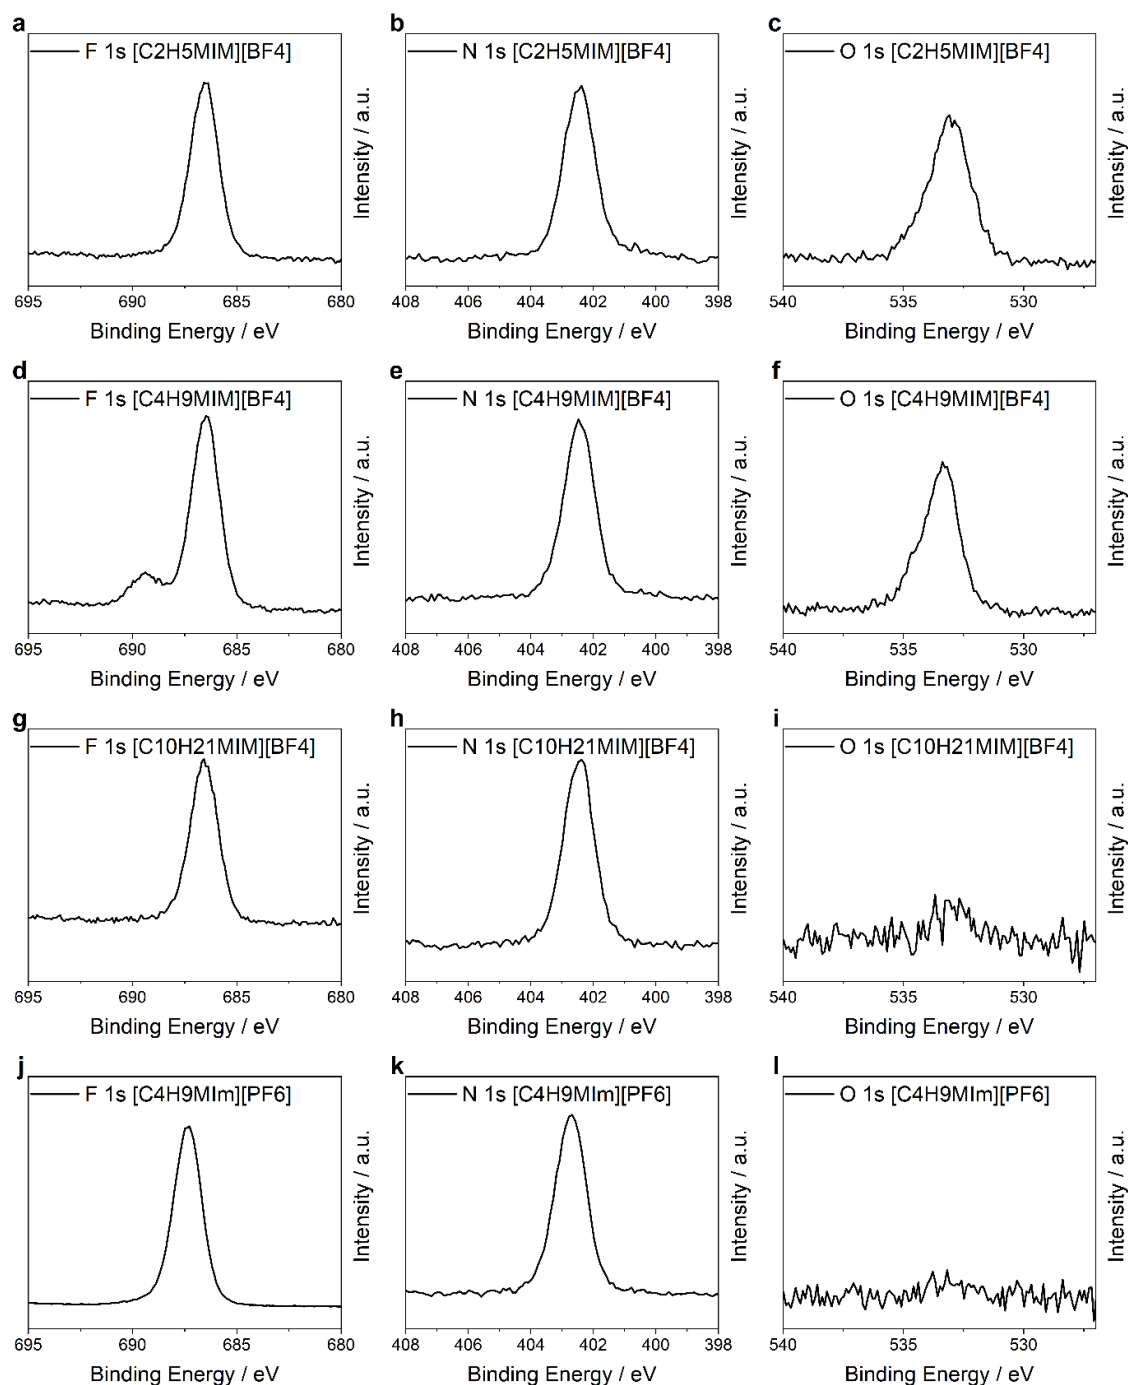 a
F 1s [C2H5MIM][BF4]
695 690 685 680
Binding Energy / eV
Intensity / a.u.
b
N 1s [C2H5MIM][BF4]
408 406 404 402 400 398
Binding Energy / eV
Intensity / a.u.
c
O 1s [C2H5MIM][BF4]
540 535 530
Binding Energy / eV
Intensity / a.u.
d
F 1s [C4H9MIM][BF4]
695 690 685 680
Binding Energy / eV
Intensity / a.u.
e
N 1s [C4H9MIM][BF4]
408 406 404 402 400 398
Binding Energy / eV
Intensity / a.u.
f
O 1s [C4H9MIM][BF4]
540 535 530
Binding Energy / eV
Intensity / a.u.
g
F 1s [C10H21MIM][BF4]
695 690 685 680
Binding Energy / eV
Intensity / a.u.
h
N 1s [C10H21MIM][BF4]
408 406 404 402 400 398
Binding Energy / eV
Intensity / a.u.
i
O 1s [C10H21MIM][BF4]
540 535 530
Binding Energy / eV
Intensity / a.u.
j
F 1s [C4H9MIm][PF6]
695 690 685 680
Binding Energy / eV
Intensity / a.u.
k
N 1s [C4H9MIm][PF6]
408 406 404 402 400 398
Binding Energy / eV
Intensity / a.u.
l
O 1s [C4H9MIm][PF6]
540 535 530
Binding Energy / eV
Intensity / a.u.